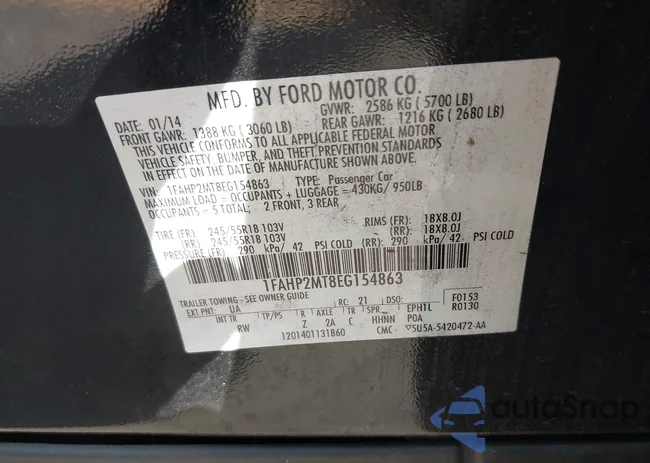 MFD. BY FORD MOTOR CO.
DATE: 01/14 GVWR: 2586 KG ( 5700 LB)
FRONT GAWR: 1388 KG ( 3060 LB) REAR GAWR: 1216 KG ( 2680 LB)
THIS VEHICLE CONFORMS TO ALL APPLICABLE FEDERAL MOTOR
VEHICLE SAFETY, BUMPER, AND THEFT PREVENTION STANDARDS
IN EFFECT ON THE DATE OF MANUFACTURE SHOWN ABOVE.
VIN: 1FAHP2MT8EG154863 TYPE: Passenger Car
MAXIMUM LOAD = OCCUPANTS + LUGGAGE = 430KG/ 950LB
OCCUPANTS = 5 TOTAL; 2 FRONT, 3 REAR
TIRE (FR): 245/55R18 103V RIMS (FR): 18X8.0J
(RR): 245/55R18 103V (RR): 18X8.0J
PRESSURE (FR): 290 kPa/ 42 PSI COLD (RR): 290 kPa/ 42 PSI COLD
1FAHP2MT8EG154863
TRAILER TOWING - SEE OWNER GUIDE
EXT PNT: UA RC: 21 DSO: F0153
INT TR TP/PS R AXLE TR SPR EPH1L R0130
RW Z 2A C HHNN POA
1201401131860 CMC- 5U5A-5420472-AA
autoSnap